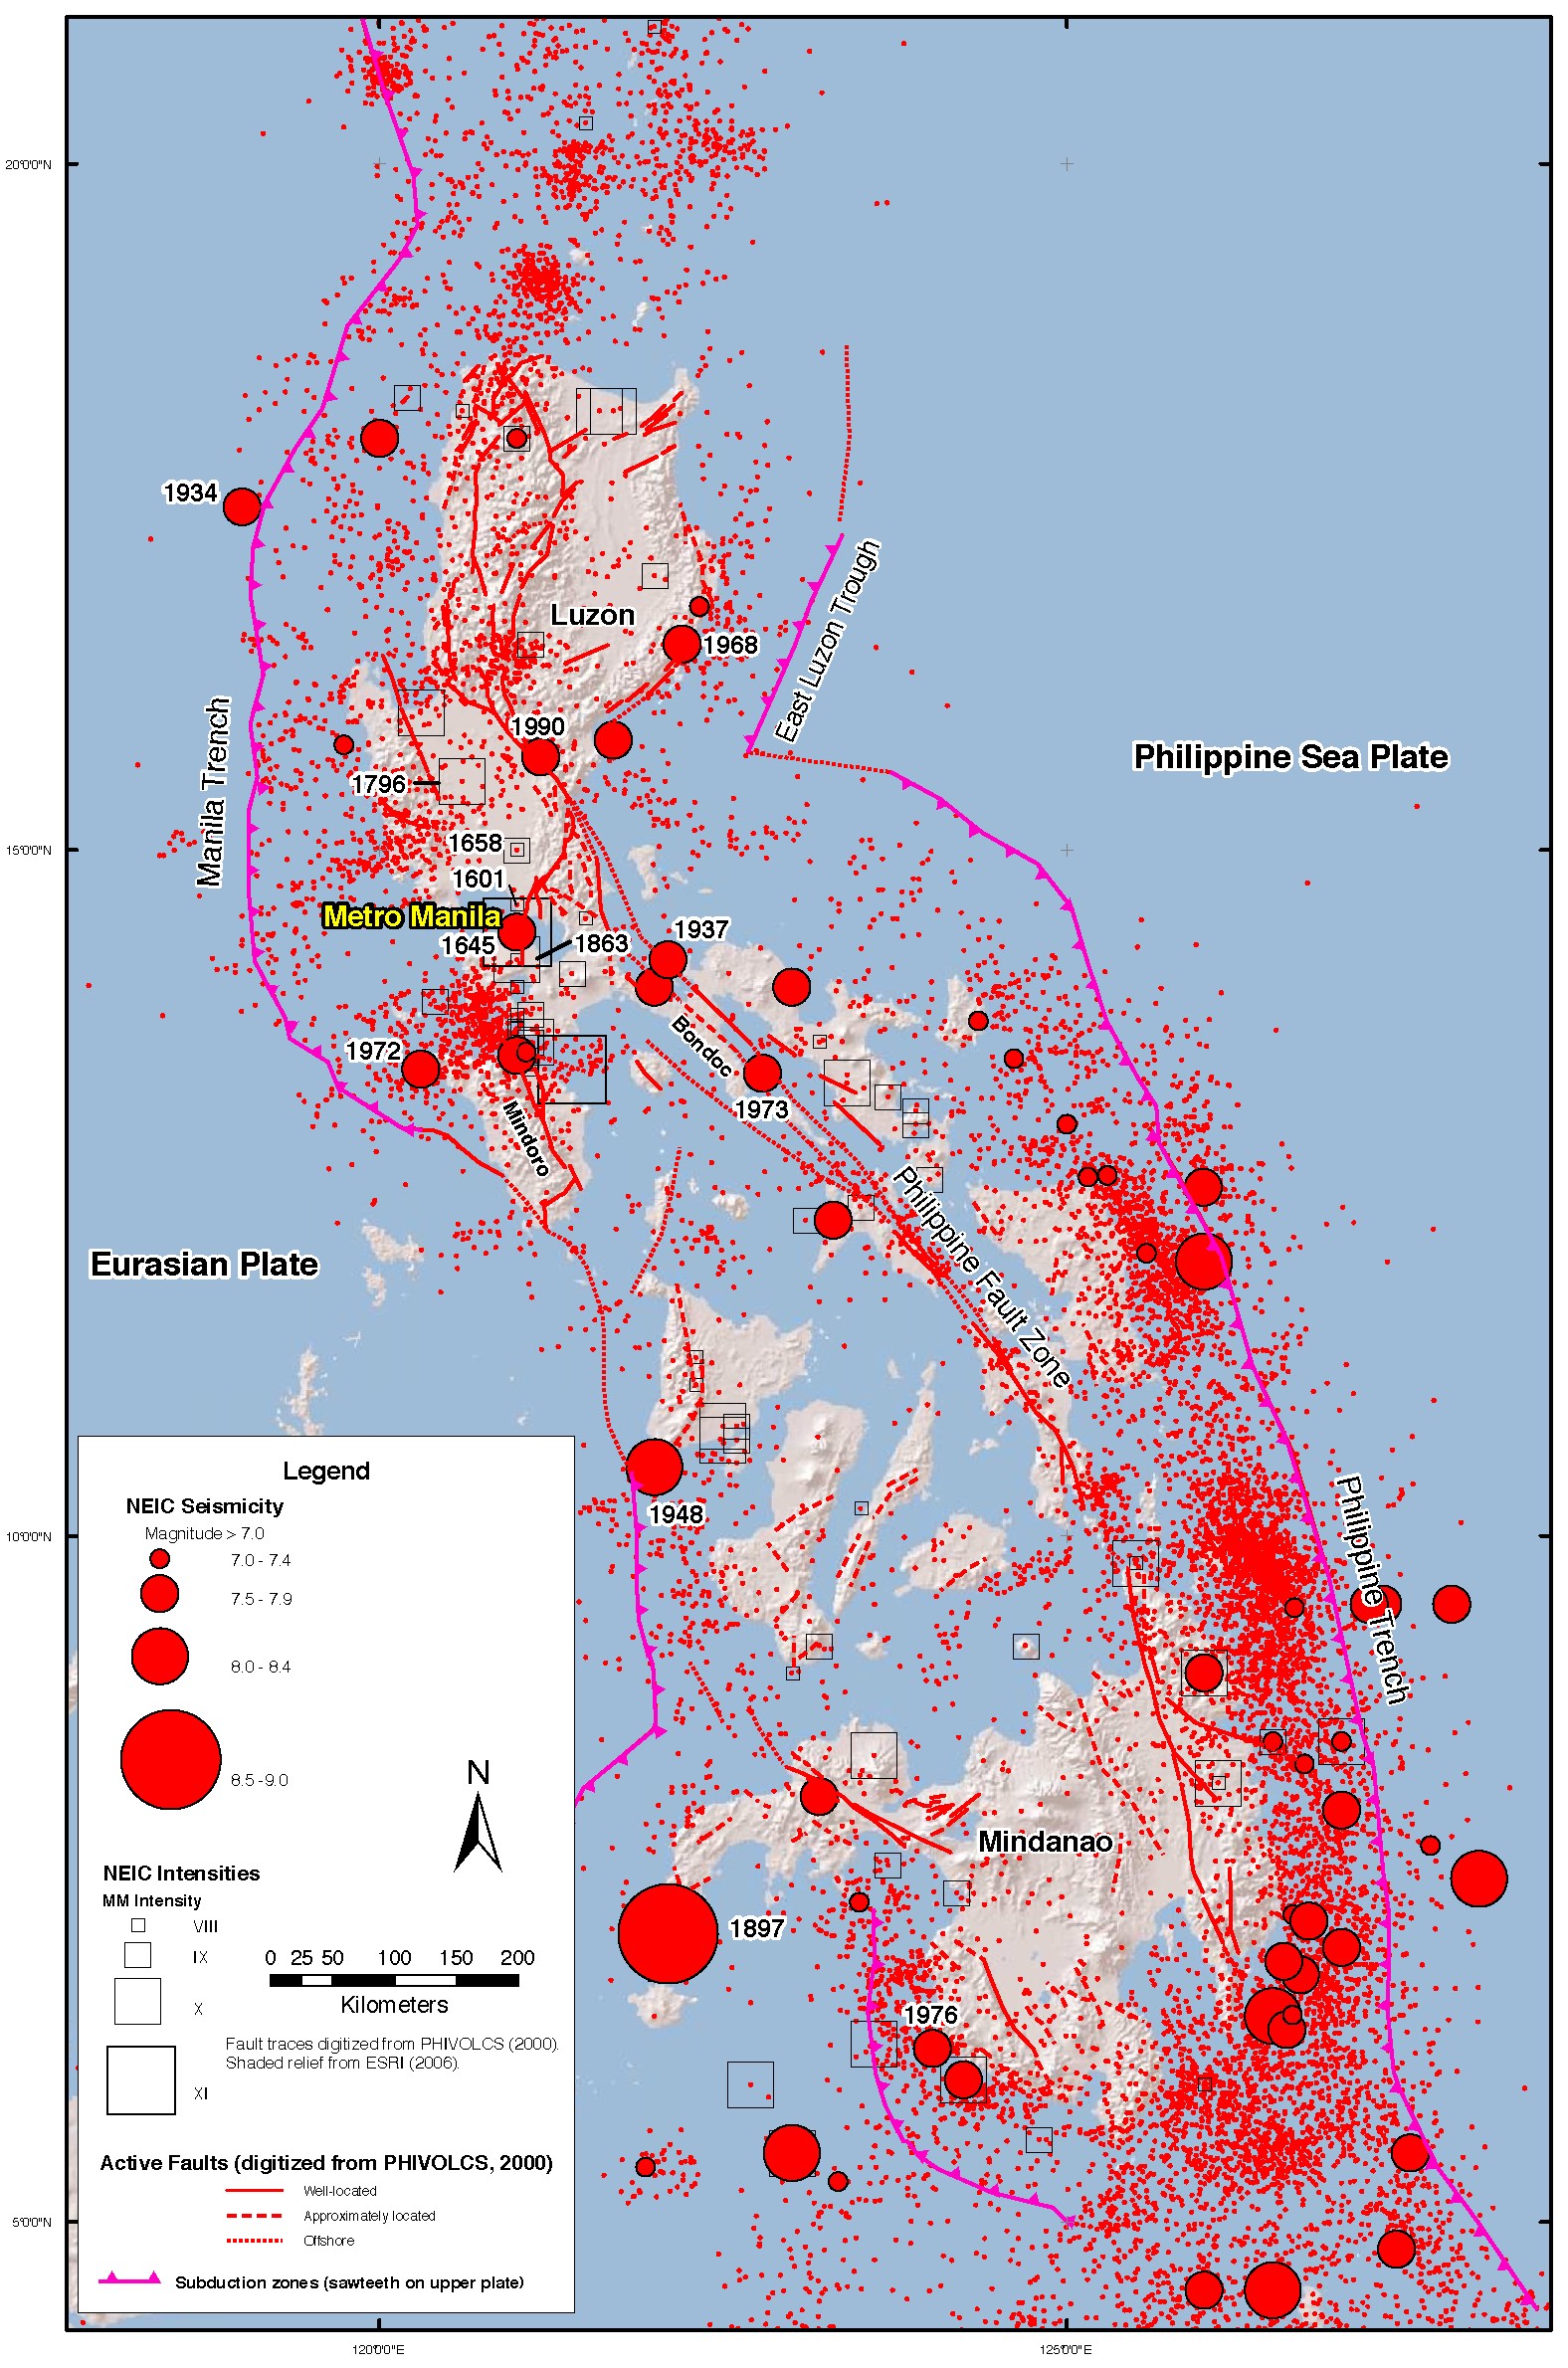 20°0'0"N
1934
Luzon
1968
East Luzon Trough
1990
Manila Trench
Philippine Sea Plate
1796
15°0'0"N
1658
1601
Metro Manila
1645
1863
1937
Bondoc
1972
1973
Mindoro
Philippine Fault Zone
Eurasian Plate
1948
Philippine Trench
10°0'0"N
Mindanao
1897
1976
5°0'0"N
120°0'0"E
125°0'0"E
Legend
NEIC Seismicity
Magnitude > 7.0
7.0 - 7.4
7.5 - 7.9
8.0 - 8.4
8.5 -9.0
N
NEIC Intensities
MM Intensity
VIII
IX
X
XI
0 25 50 100 150 200
Kilometers
Fault traces digitized from PHIVOLCS (2000).
Shaded relief from ESRI (2006).
Active Faults (digitized from PHIVOLCS, 2000)
Well-located
Approximately located
Offshore
Subduction zones (sawteeth on upper plate)